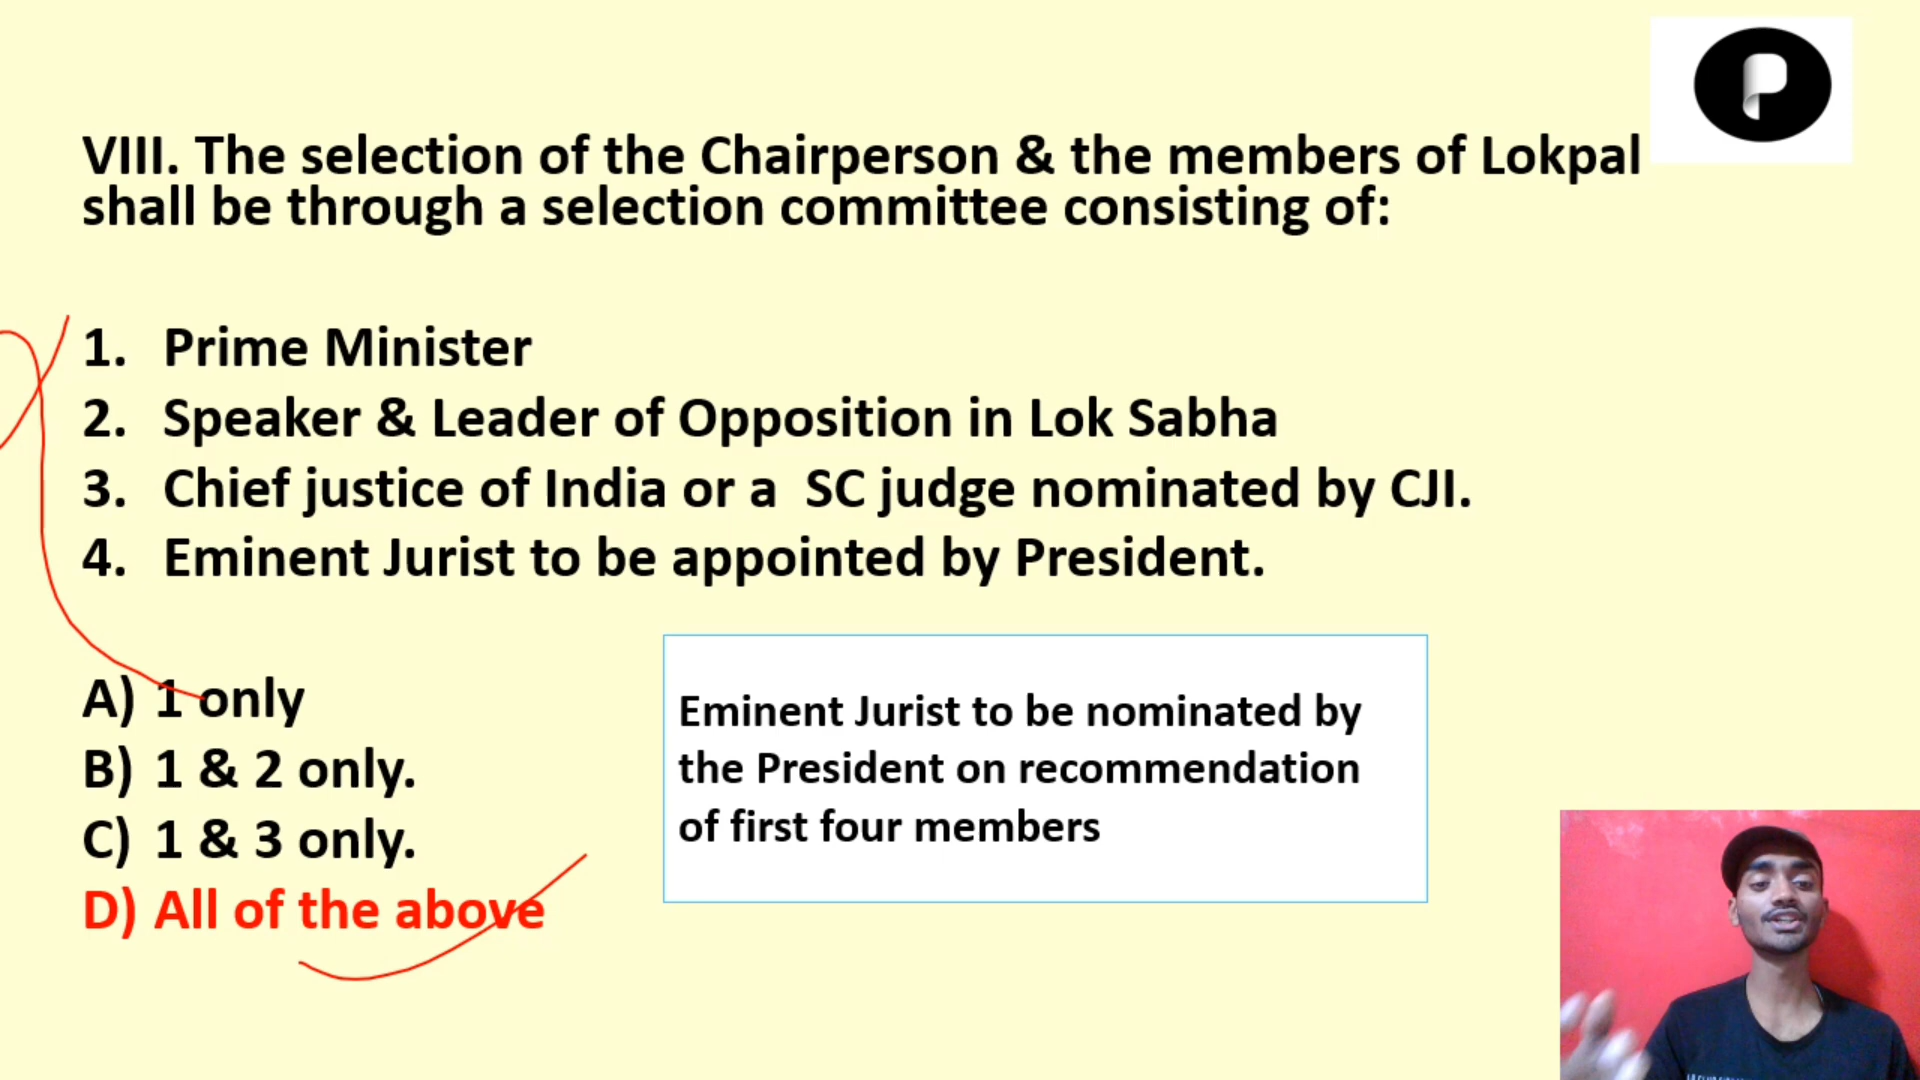 P
VIII. The selection of the Chairperson & the members of Lokpal
shall be through a selection committee consisting of:
1. Prime Minister
2. Speaker & Leader of Opposition in Lok Sabha
3. Chief justice of India or a SC judge nominated by CJI.
4. Eminent Jurist to be appointed by President.
A) 1 only
B) 1 & 2 only.
C) 1 & 3 only.
D) All of the above
Eminent Jurist to be nominated by
the President on recommendation
of first four members